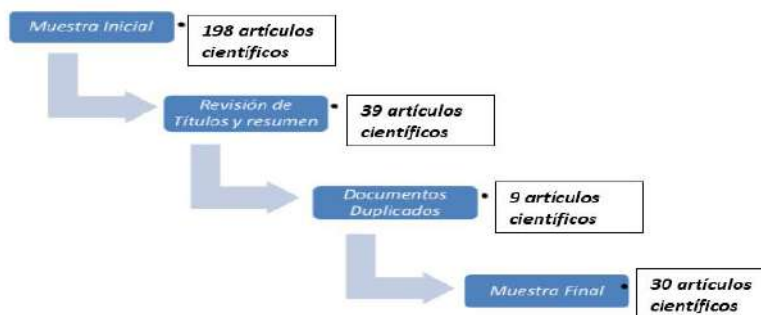 Muestra Inicial
• 198 artículos
científicos
Revisión de
Títulos y resumen
• 39 artículos
científicos
Documentos
Duplicados
• 9 artículos
científicos
Muestra Final
• 30 artículos
científicos